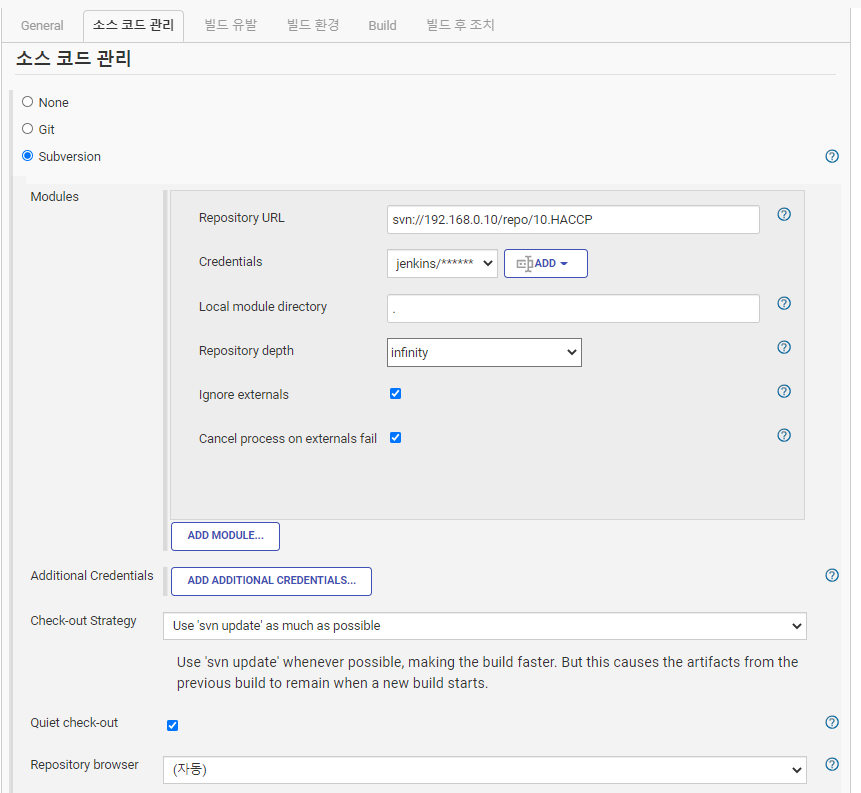 General 소스 코드 관리 빌드 유발 빌드 환경 Build 빌드 후 조치
소스 코드 관리
None
Git
Subversion
Modules
Repository URL svn://192.168.0.10/repo/10.HACCP
Credentials jenkins/****** ADD
Local module directory .
Repository depth infinity
Ignore externals
Cancel process on externals fail
ADD MODULE...
Additional Credentials ADD ADDITIONAL CREDENTIALS...
Check-out Strategy Use 'svn update' as much as possible
Use 'svn update' whenever possible, making the build faster. But this causes the artifacts from the
previous build to remain when a new build starts.
Quiet check-out
Repository browser (자동)